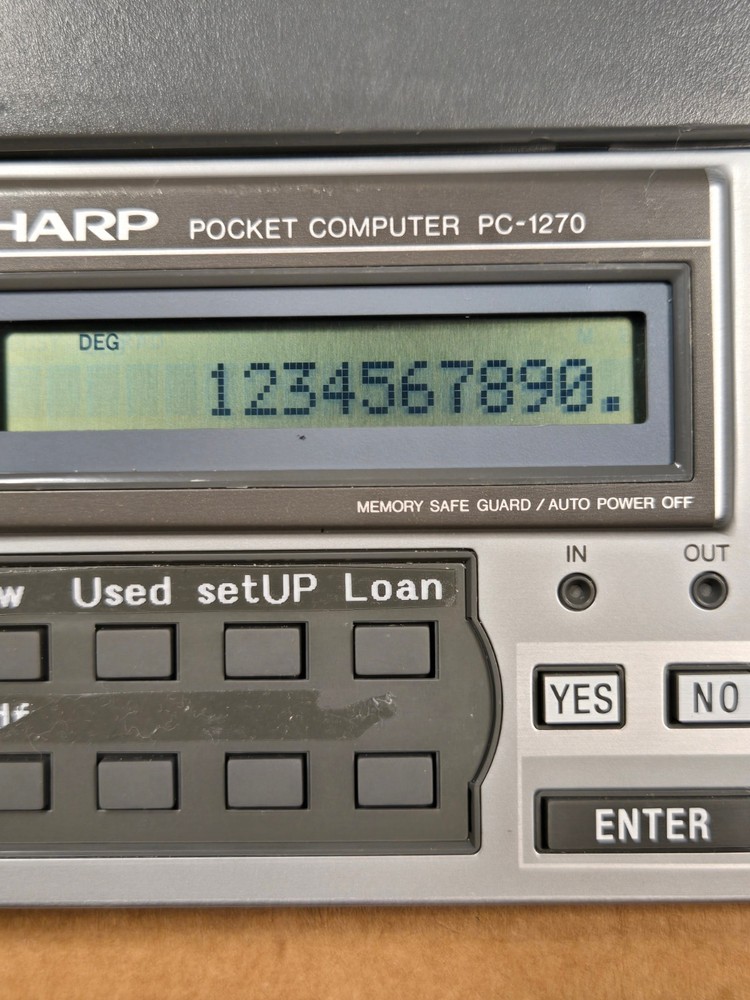 HARP POCKET COMPUTER PC-1270
DEG
1234567890.
MEMORY SAFE GUARD / AUTO POWER OFF
IN OUT
w Used setUP Loan
YES NO
ENTER